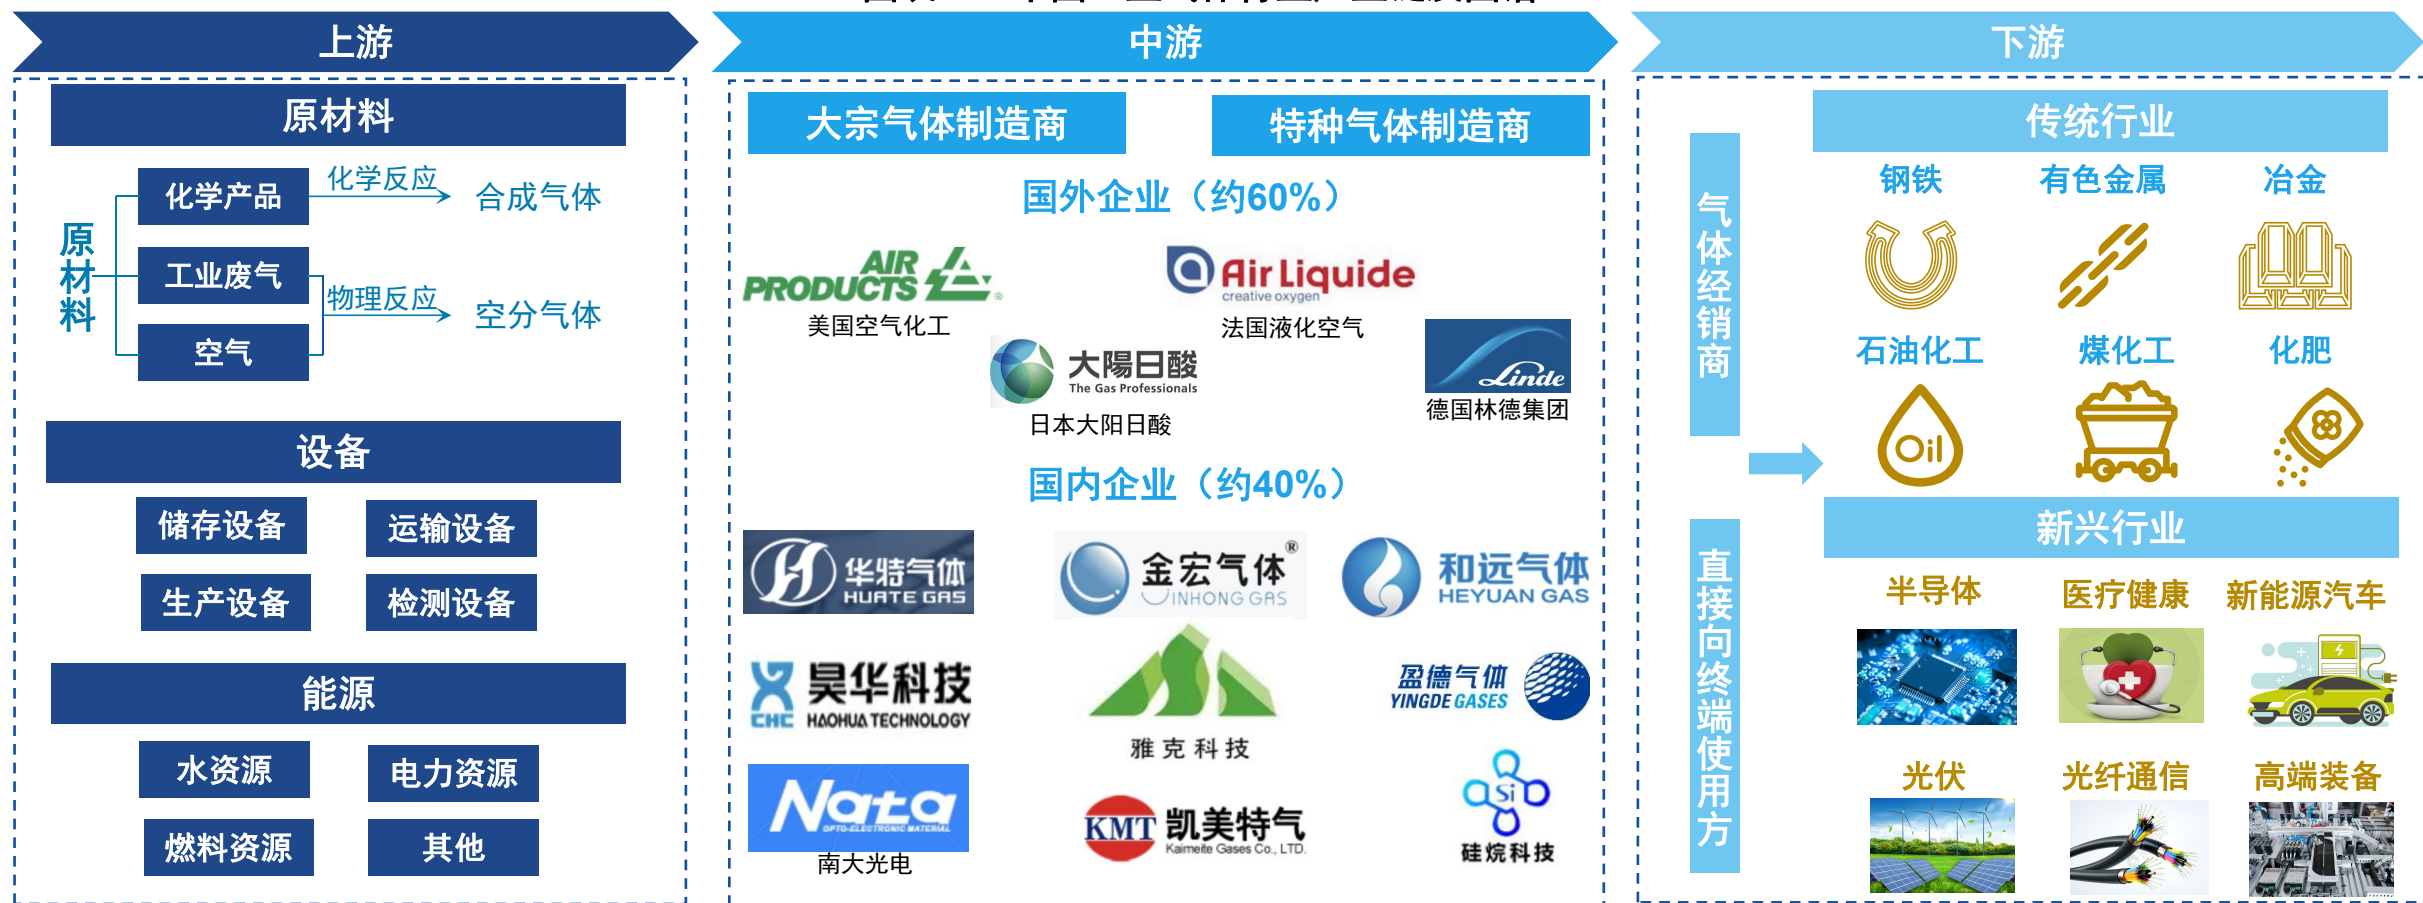 上游
中游
下游
原材料
原材料
化学产品
化学反应
合成气体
工业废气
物理反应
空分气体
空气
设备
储存设备
运输设备
生产设备
检测设备
能源
水资源
电力资源
燃料资源
其他
大宗气体制造商
特种气体制造商
国外企业（约60%）
AIR
PRODUCTS
®
美国空气化工
Air Liquide
creative oxygen
法国液化空气
大陽日酸
The Gas Professionals
日本大阳日酸
Linde
德国林德集团
国内企业（约40%）
华特气体
HUATE GAS
金宏气体
®
JINHONG GAS
和远气体
HEYUAN GAS
CHC
昊华科技
HAOHUA TECHNOLOGY
雅克科技
盈德气体
YINGDE GASES
Nata
OPTO-ELECTRONIC MATERIAL
南大光电
KMT
凯美特气
Kaimeite Gases Co., LTD.
Si
硅烷科技
气体经销商
直接向终端使用方
传统行业
钢铁
有色金属
冶金
石油化工
煤化工
化肥
Oil
新兴行业
半导体
医疗健康
新能源汽车
光伏
光纤通信
高端装备